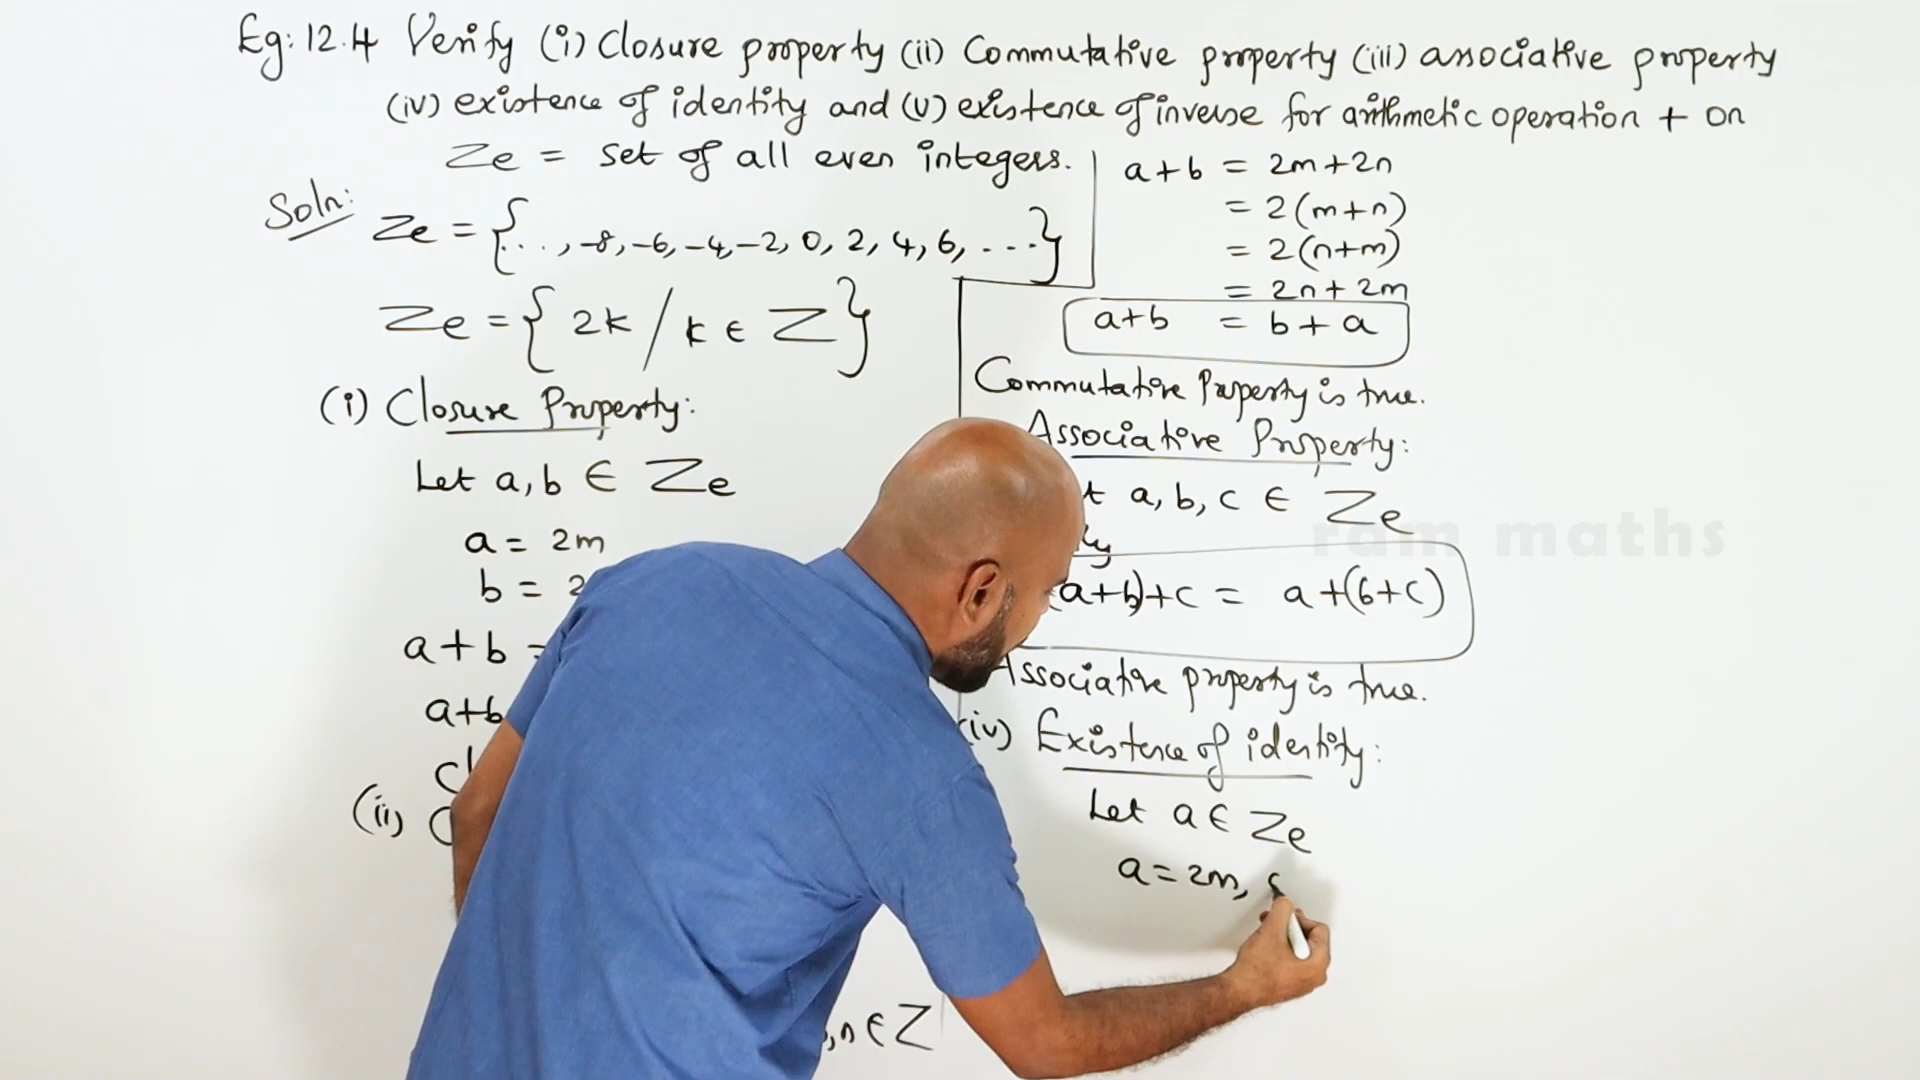 Eg: 12.4 Verify (i) Closure property (ii) Commutative property (iii) associative property
(iv) existence of identity and (v) existence of inverse for arithmetic operation + on
Ze = set of all even integers.
Soln:
Ze = {..., -8, -6, -4, -2, 0, 2, 4, 6, ...}
Ze = {2k / k ∈ Z}
(i) Closure Property:
Let a, b ∈ Ze
a = 2m
b = 2
a + b =
a+b
(ii)
, n ∈ Z
a + b = 2m + 2n
= 2(m+n)
= 2(n+m)
= 2n + 2m
a+b = b + a
Commutative Property is true.
Associative Property:
a, b, c ∈ Ze
(a+b)+c = a+(b+c)
Associative property is true.
(iv) Existence of identity:
Let a ∈ Ze
a = 2m,
ram maths